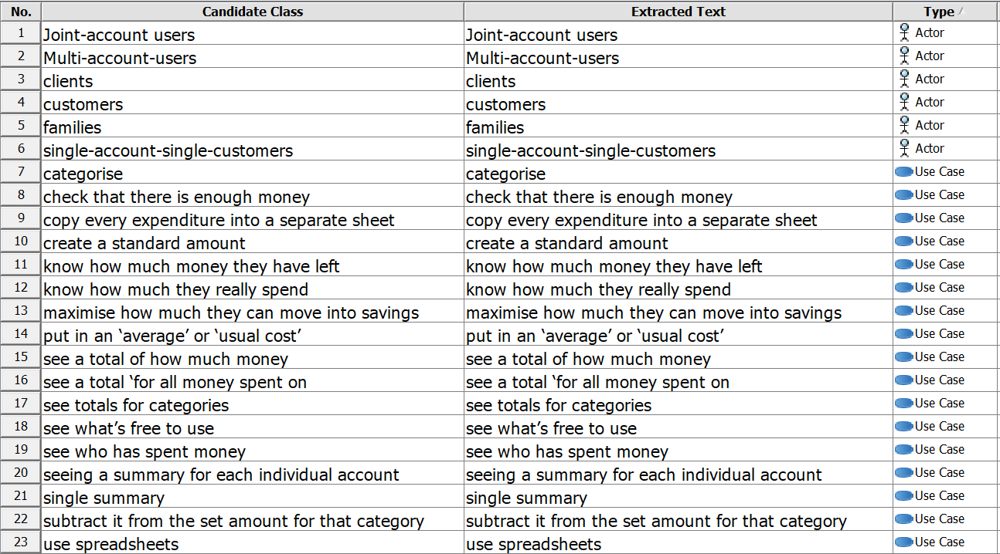 No. Candidate Class Extracted Text Type
1 Joint-account users Joint-account users Actor
2 Multi-account-users Multi-account-users Actor
3 clients clients Actor
4 customers customers Actor
5 families families Actor
6 single-account-single-customers single-account-single-customers Actor
7 categorise categorise Use Case
8 check that there is enough money check that there is enough money Use Case
9 copy every expenditure into a separate sheet copy every expenditure into a separate sheet Use Case
10 create a standard amount create a standard amount Use Case
11 know how much money they have left know how much money they have left Use Case
12 know how much they really spend know how much they really spend Use Case
13 maximise how much they can move into savings maximise how much they can move into savings Use Case
14 put in an ‘average’ or ‘usual cost’ put in an ‘average’ or ‘usual cost’ Use Case
15 see a total of how much money see a total of how much money Use Case
16 see a total ‘for all money spent on see a total ‘for all money spent on Use Case
17 see totals for categories see totals for categories Use Case
18 see what’s free to use see what’s free to use Use Case
19 see who has spent money see who has spent money Use Case
20 seeing a summary for each individual account seeing a summary for each individual account Use Case
21 single summary single summary Use Case
22 subtract it from the set amount for that category subtract it from the set amount for that category Use Case
23 use spreadsheets use spreadsheets Use Case